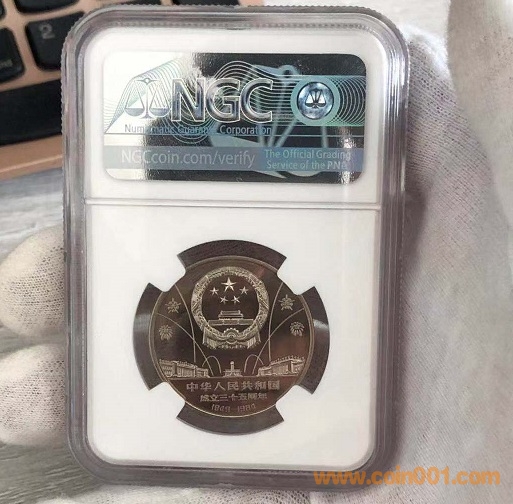 2
NGC
Numismatic Guaranty Corporation
NGCcoin.com/verify
The Official Grading
Service of the PNG
中华人民共和国
成立三十五周年
1949-1984
www.coin001.com